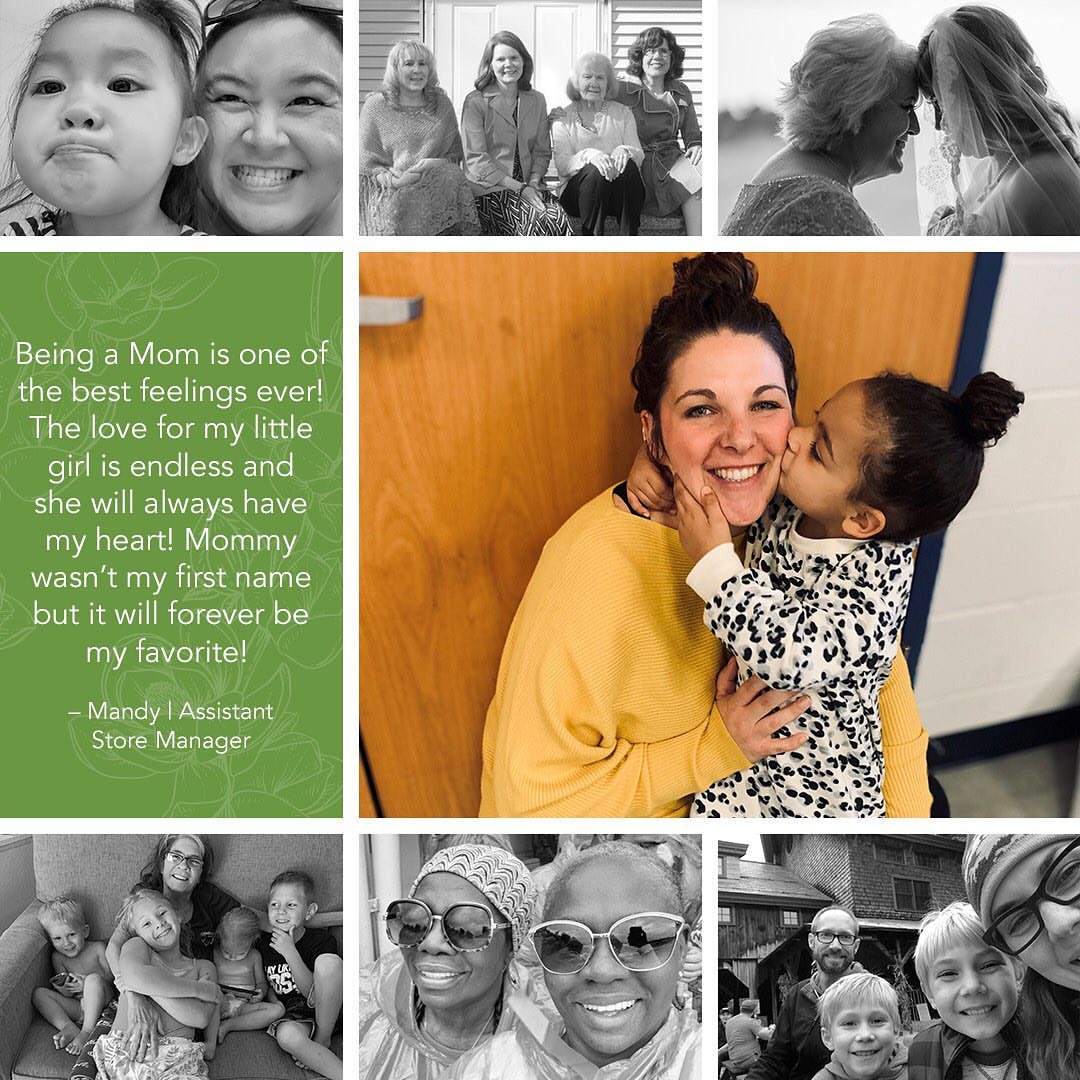 Being a Mom is one of
the best feelings ever!
The love for my little
girl is endless and
she will always have
my heart! Mommy
wasn't my first name
but it will forever be
my favorite!
– Mandy | Assistant
Store Manager